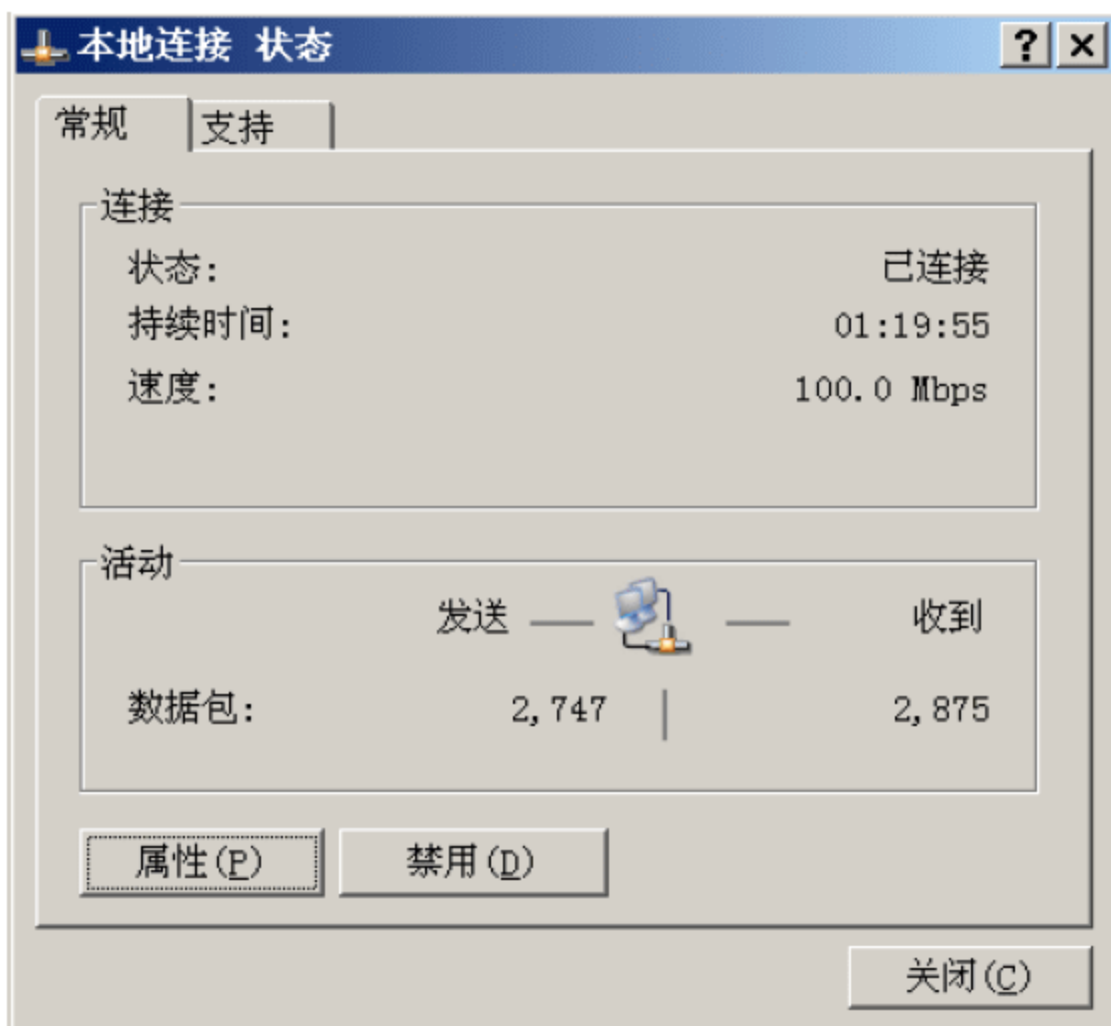 本地连接 状态
常规 支持
连接
状态: 已连接
持续时间: 01:19:55
速度: 100.0 Mbps
活动
发送 收到
数据包: 2,747 2,875
属性(P) 禁用(D)
关闭(C)